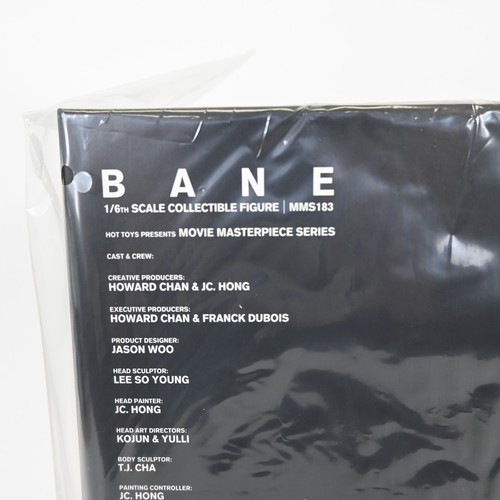 BANE
1/6TH SCALE COLLECTIBLE FIGURE | MMS183
HOT TOYS PRESENTS MOVIE MASTERPIECE SERIES
CAST & CREW:
CREATIVE PRODUCERS:
HOWARD CHAN & JC. HONG
EXECUTIVE PRODUCERS:
HOWARD CHAN & FRANCK DUBOIS
PRODUCT DESIGNER:
JASON WOO
HEAD SCULPTOR:
LEE SO YOUNG
HEAD PAINTER:
JC. HONG
HEAD ART DIRECTORS:
KOJUN & YULLI
BODY SCULPTOR:
T.J. CHA
PAINTING CONTROLLER:
JC. HONG